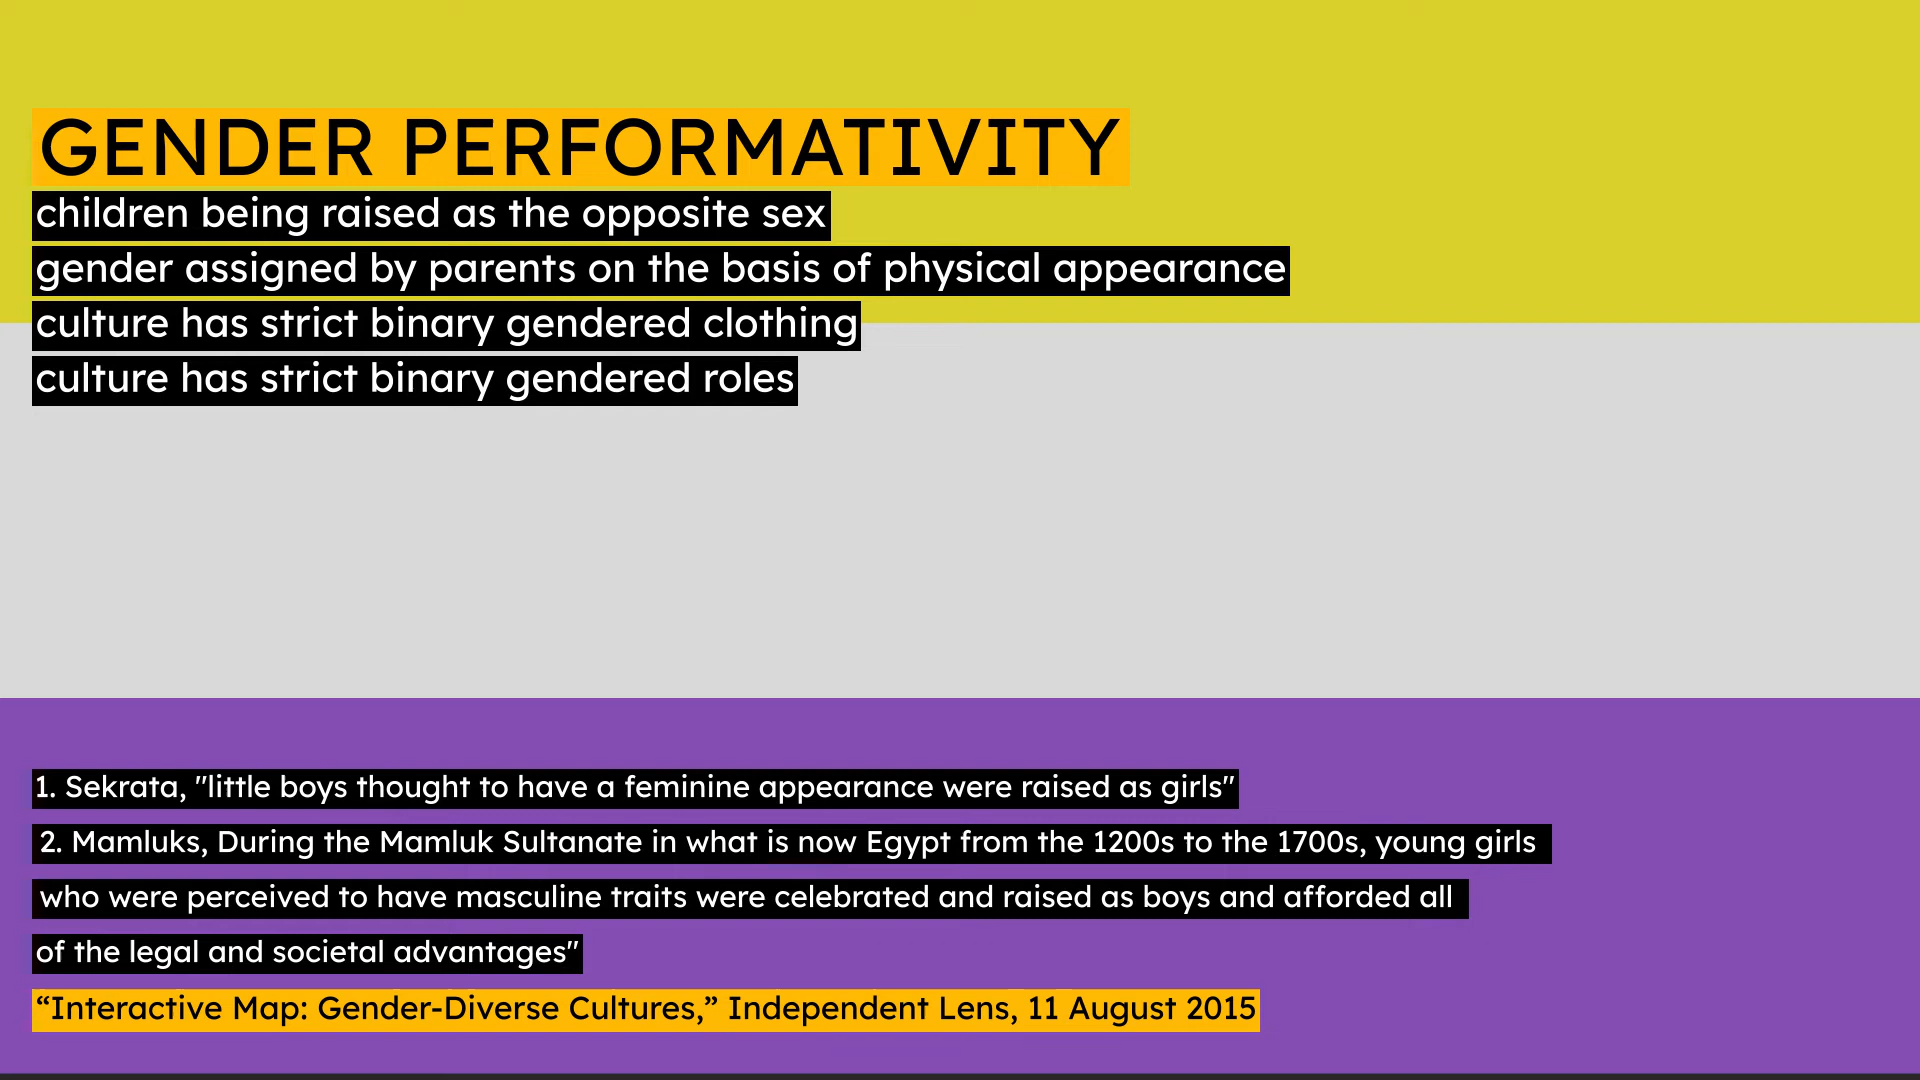 GENDER PERFORMATIVITY
children being raised as the opposite sex
gender assigned by parents on the basis of physical appearance
culture has strict binary gendered clothing
culture has strict binary gendered roles
1. Sekrata, "little boys thought to have a feminine appearance were raised as girls"
2. Mamluks, During the Mamluk Sultanate in what is now Egypt from the 1200s to the 1700s, young girls
who were perceived to have masculine traits were celebrated and raised as boys and afforded all
of the legal and societal advantages"
“Interactive Map: Gender-Diverse Cultures,” Independent Lens, 11 August 2015